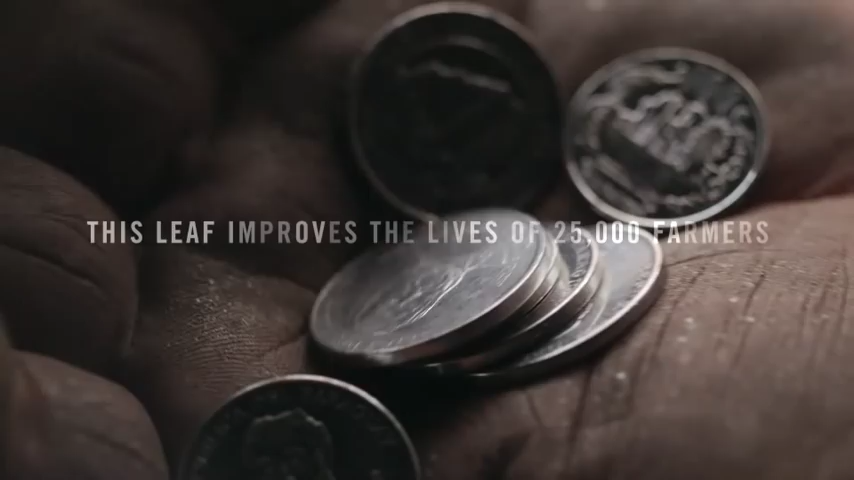 THIS LEAF IMPROVES THE LIVES OF 25,000 FARMERS